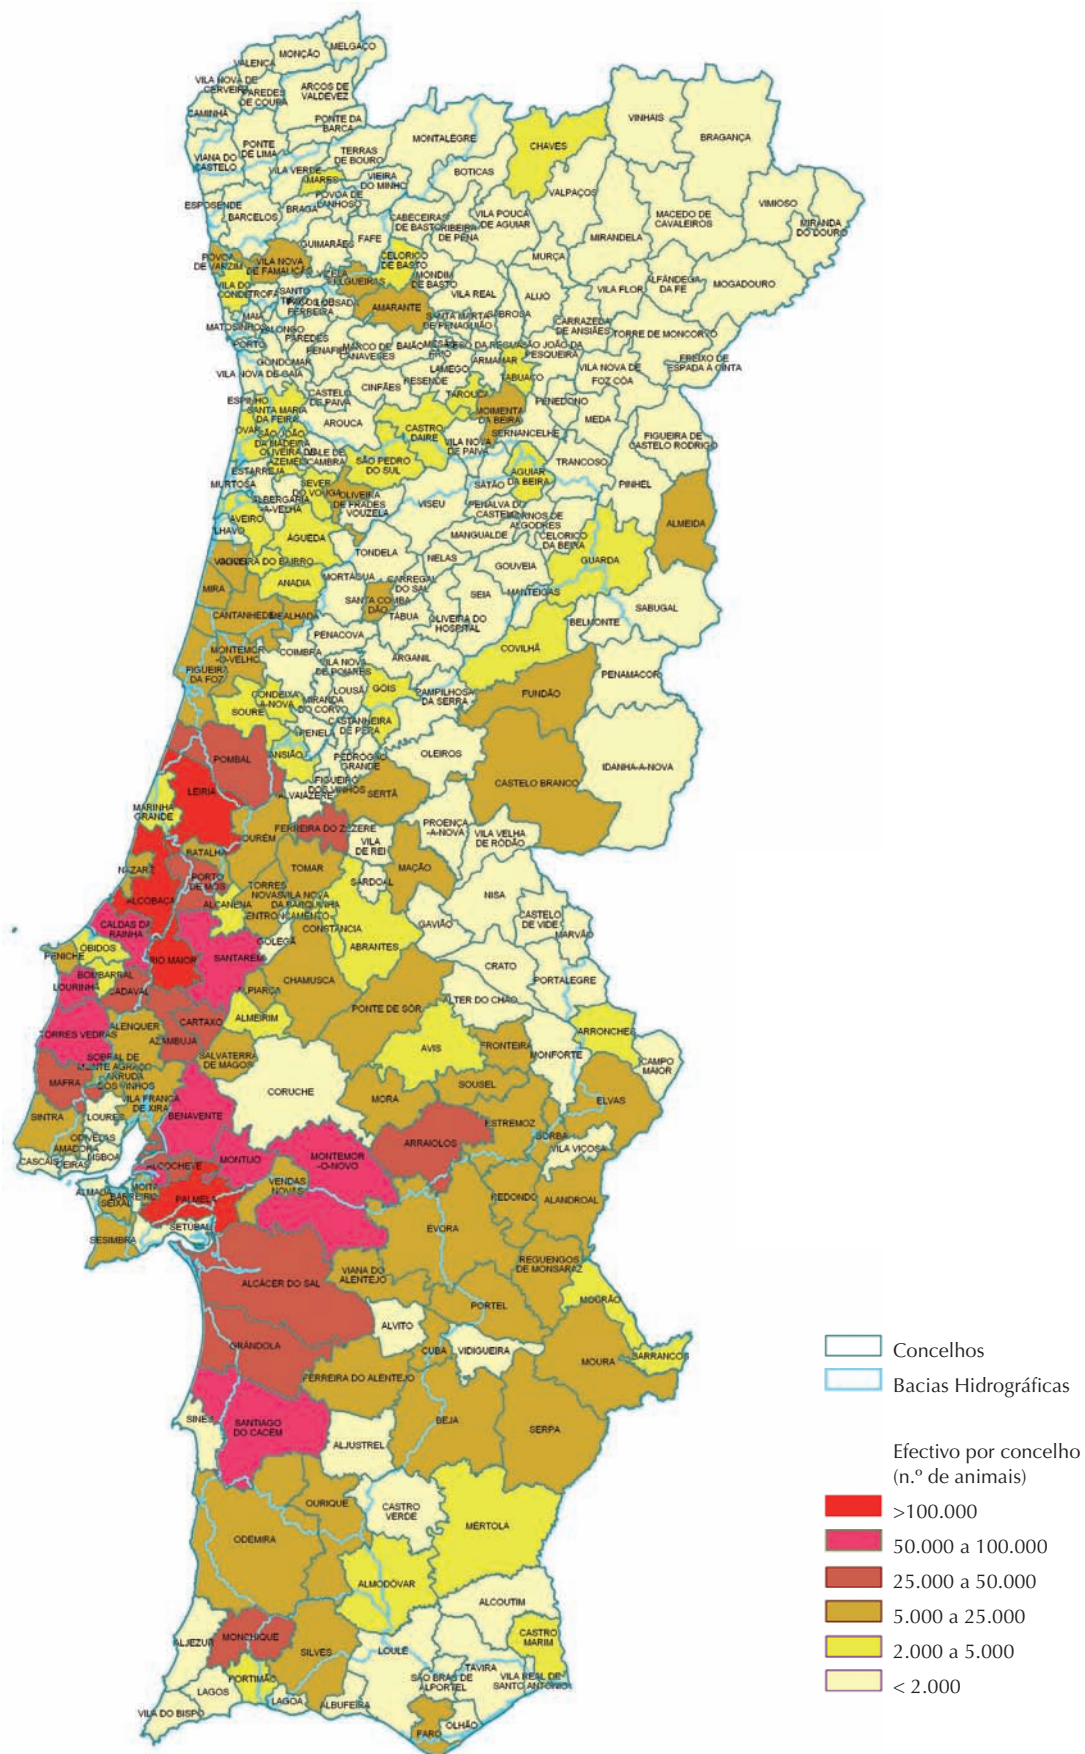 MELGAÇO
MONÇÃO
VALENÇA
VILA NOVA DE
CERVEIRA
PAREDES
DE COURA
ARCOS DE
VALDEVEZ
CAMINHA
PONTE DA
BARCA
VINHAIS
BRAGANÇA
MONTALEGRE
CHAVES
PONTE
DE LIMA
VIANA DO
CASTELO
TERRAS
DE BOURO
VILA VERDE
AMARES
VIEIRA
DO MINHO
BOTICAS
VALPAÇOS
PÓVOA DE
LANHOSO
ESPOSENDE
BARCELOS
BRAGA
CABECEIRAS
DE BASTO
RIBEIRA
DE PENA
VILA POUCA
DE AGUIAR
MACEDO DE
CAVALEIROS
VIMIOSO
MIRANDA
DO DOURO
GUIMARÃES
FAFE
MIRANDELA
CELORICO
DE BASTO
MURÇA
PÓVOA
DE VARZIM
VILA NOVA
DE FAMALICÃO
VIZELA
FELGUEIRAS
MONDIM
DE BASTO
ALFÂNDEGA
DA FÉ
MOGADOURO
VILA DO
CONDE
TROFA
SANTO
LOUSADA
FERREIRA
AMARANTE
VILA REAL
ALIJÓ
VILA FLOR
SABROSA
SANTA MARTA
DE PENAGUIÃO
CARRAZEDA
DE ANSIÃES
TORRE DE MONCORVO
MAIA
MATOSINHOS
VALONGO
PAREDES
PORTO
PENAFIEL
MARCO DE
CANAVESES
BAIÃO
SÃO JOÃO
DA PESQUEIRA
ARMAMAR
GONDOMAR
VILA NOVA DE GAIA
LAMEGO
RESENDE
CINFÃES
TABUAÇO
VILA NOVA DE
FOZ CÔA
FREIXO DE
ESPADA À CINTA
ESPINHO
CASTELO
DE PAIVA
TAROUCA
MOIMENTA
DA BEIRA
PENEDONO
SANTA MARIA
DA FEIRA
AROUCA
MEDA
OVAR
SÃO JOÃO
DA MADEIRA
CASTRO
DAIRE
VILA NOVA
DE PAIVA
SERNANCELHE
FIGUEIRA DE
CASTELO RODRIGO
OLIVEIRA DE
AZEMÉIS
VALE DE
CAMBRA
SÃO PEDRO
DO SUL
TRANCOSO
ESTARREJA
MURTOSA
SEVER
DO VOUGA
AGUIAR
DA BEIRA
SÁTÃO
PINHEL
ALBERGARIA
-A-VELHA
OLIVEIRA
DE FRADES
VOUZELA
VISEU
PENALVA DO
CASTELO
FORNOS DE
ALGODRES
AVEIRO
ÍLHAVO
ÁGUEDA
MANGUALDE
CELORICO
DA BEIRA
ALMEIDA
VAGOS
OLIVEIRA DO BAIRRO
TONDELA
NELAS
GOUVEIA
GUARDA
MIRA
ANADIA
MORTÁGUA
CARREGAL
DO SAL
SEIA
MANTEIGAS
SANTA COMBA
DÃO
SABUGAL
CANTANHEDE
MEALHADA
TÁBUA
OLIVEIRA DO
HOSPITAL
BELMONTE
PENACOVA
COVILHÃ
MONTEMOR
-O-VELHO
COIMBRA
ARGANIL
FIGUEIRA
DA FOZ
VILA NOVA
DE POIARES
PENAMACOR
CONDEIXA
-A-NOVA
LOUSÃ
GÓIS
PAMPILHOSA
DA SERRA
FUNDÃO
SOURE
MIRANDA
DO CORVO
CASTANHEIRA
DE PÊRA
PENELA
ANSIÃO
PEDRÓGÃO
GRANDE
OLEIROS
POMBAL
IDANHA-A-NOVA
FIGUEIRÓ
DOS VINHOS
CASTELO BRANCO
LEIRIA
ALVAIÁZERE
SERTÃ
MARINHA
GRANDE
FERREIRA DO ZÊZERE
PROENÇA
-A-NOVA
VILA VELHA
DE RÓDÃO
OURÉM
BATALHA
VILA
DE REI
NAZARÉ
PORTO
DE MÓS
TOMAR
MAÇÃO
ALCOBAÇA
TORRES
NOVAS
VILA NOVA
DA BARQUINHA
SARDOAL
NISA
ALCANENA
ENTRONCAMENTO
CASTELO
DE VIDE
CALDAS DA
RAINHA
CONSTÂNCIA
GAVIÃO
MARVÃO
GOLEGÃ
ABRANTES
ÓBIDOS
PENICHE
RIO MAIOR
SANTARÉM
CRATO
PORTALEGRE
BOMBARRAL
CHAMUSCA
LOURINHÃ
CADAVAL
ALPIARÇA
ALTER DO CHÃO
PONTE DE SÔR
CARTAXO
ALMEIRIM
TORRES VEDRAS
ALENQUER
ARRONCHES
AZAMBUJA
AVIS
FRONTEIRA
MONFORTE
SALVATERRA
DE MAGOS
CAMPO
MAIOR
SOBRAL DE
MONTE AGRAÇO
ARRUDA
DOS VINHOS
MAFRA
CORUCHE
SOUSEL
MORA
ELVAS
VILA FRANCA
DE XIRA
BENAVENTE
SINTRA
LOURES
ESTREMOZ
ODIVELAS
ARRAIOLOS
BORBA
AMADORA
LISBOA
VILA VIÇOSA
CASCAIS
OEIRAS
MONTIJO
MONTEMOR
-O-NOVO
ALCOCHETE
ALMADA
MOITA
BARREIRO
SEIXAL
PALMELA
VENDAS
NOVAS
REDONDO
ALANDROAL
SETÚBAL
SESIMBRA
ÉVORA
REGUENGOS
DE MONSARAZ
VIANA DO
ALENTEJO
ALCÁCER DO SAL
MOURÃO
PORTEL
ALVITO
GRÂNDOLA
CUBA
VIDIGUEIRA
MOURA
BARRANCOS
FERREIRA DO ALENTEJO
SINES
SANTIAGO
DO CACÉM
BEJA
SERPA
ALJUSTREL
OURIQUE
CASTRO
VERDE
MÉRTOLA
ODEMIRA
ALMODÔVAR
ALCOUTIM
ALJEZUR
MONCHIQUE
CASTRO
MARIM
SILVES
LOULÉ
TAVIRA
PORTIMÃO
SÃO BRÁS DE
ALPORTEL
VILA REAL DE
SANTO ANTÓNIO
LAGOS
LAGOA
ALBUFEIRA
VILA DO BISPO
FARO
OLHÃO
Concelhos
Bacias Hidrográficas
Efectivo por concelho
(n.º de animais)
>100.000
50.000 a 100.000
25.000 a 50.000
5.000 a 25.000
2.000 a 5.000
< 2.000